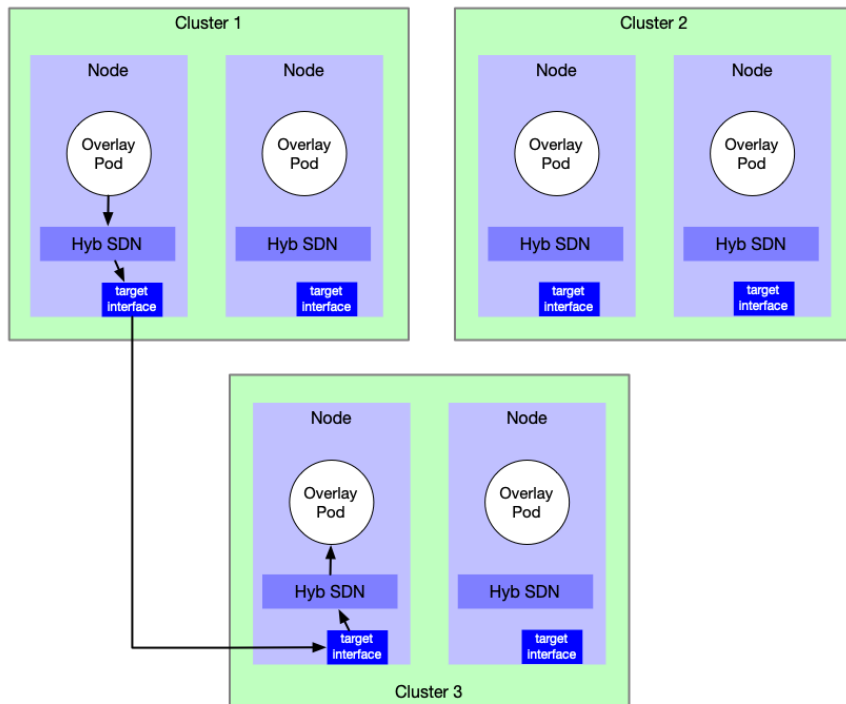 Cluster 1
Node
Overlay
Pod
Hyb SDN
target
interface
Node
Overlay
Pod
Hyb SDN
target
interface
Cluster 2
Node
Overlay
Pod
Hyb SDN
target
interface
Node
Overlay
Pod
Hyb SDN
target
interface
Node
Overlay
Pod
Hyb SDN
target
interface
Node
Overlay
Pod
Hyb SDN
target
interface
Cluster 3